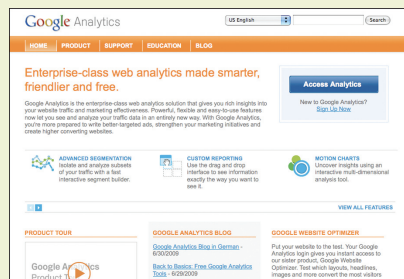 Google Analytics
US English
Search
HOME PRODUCT SUPPORT EDUCATION BLOG
Enterprise-class web analytics made smarter,
friendlier and free.
Google Analytics is the enterprise-class web analytics solution that gives you rich insights into
your website traffic and marketing effectiveness. Powerful, flexible and easy-to-use features
now let you see and analyze your traffic data in an entirely new way. With Google Analytics,
you're more prepared to write better-targeted ads, strengthen your marketing initiatives and
create higher converting websites.
Access Analytics
New to Google Analytics?
Sign Up Now
ADVANCED SEGMENTATION
Isolate and analyze subsets
of your traffic with a fast
interactive segment builder.
CUSTOM REPORTING
Use the drag and drop
interface to see information
exactly the way you want to
see it.
MOTION CHARTS
Uncover insights using an
interactive multi-dimensional
analysis tool.
VIEW ALL FEATURES
PRODUCT TOUR
Google Analytics
Product
GOOGLE ANALYTICS BLOG
Google Analytics Blog in German -
6/30/2009
Back to Basics: Free Google Analytics
Tools - 6/29/2009
GOOGLE WEBSITE OPTIMIZER
Put your website to the test. Your Google
Analytics login gives you instant access to
our sister product, Google Website
Optimizer. Test which layouts, headlines,
images and more convert the most visitors